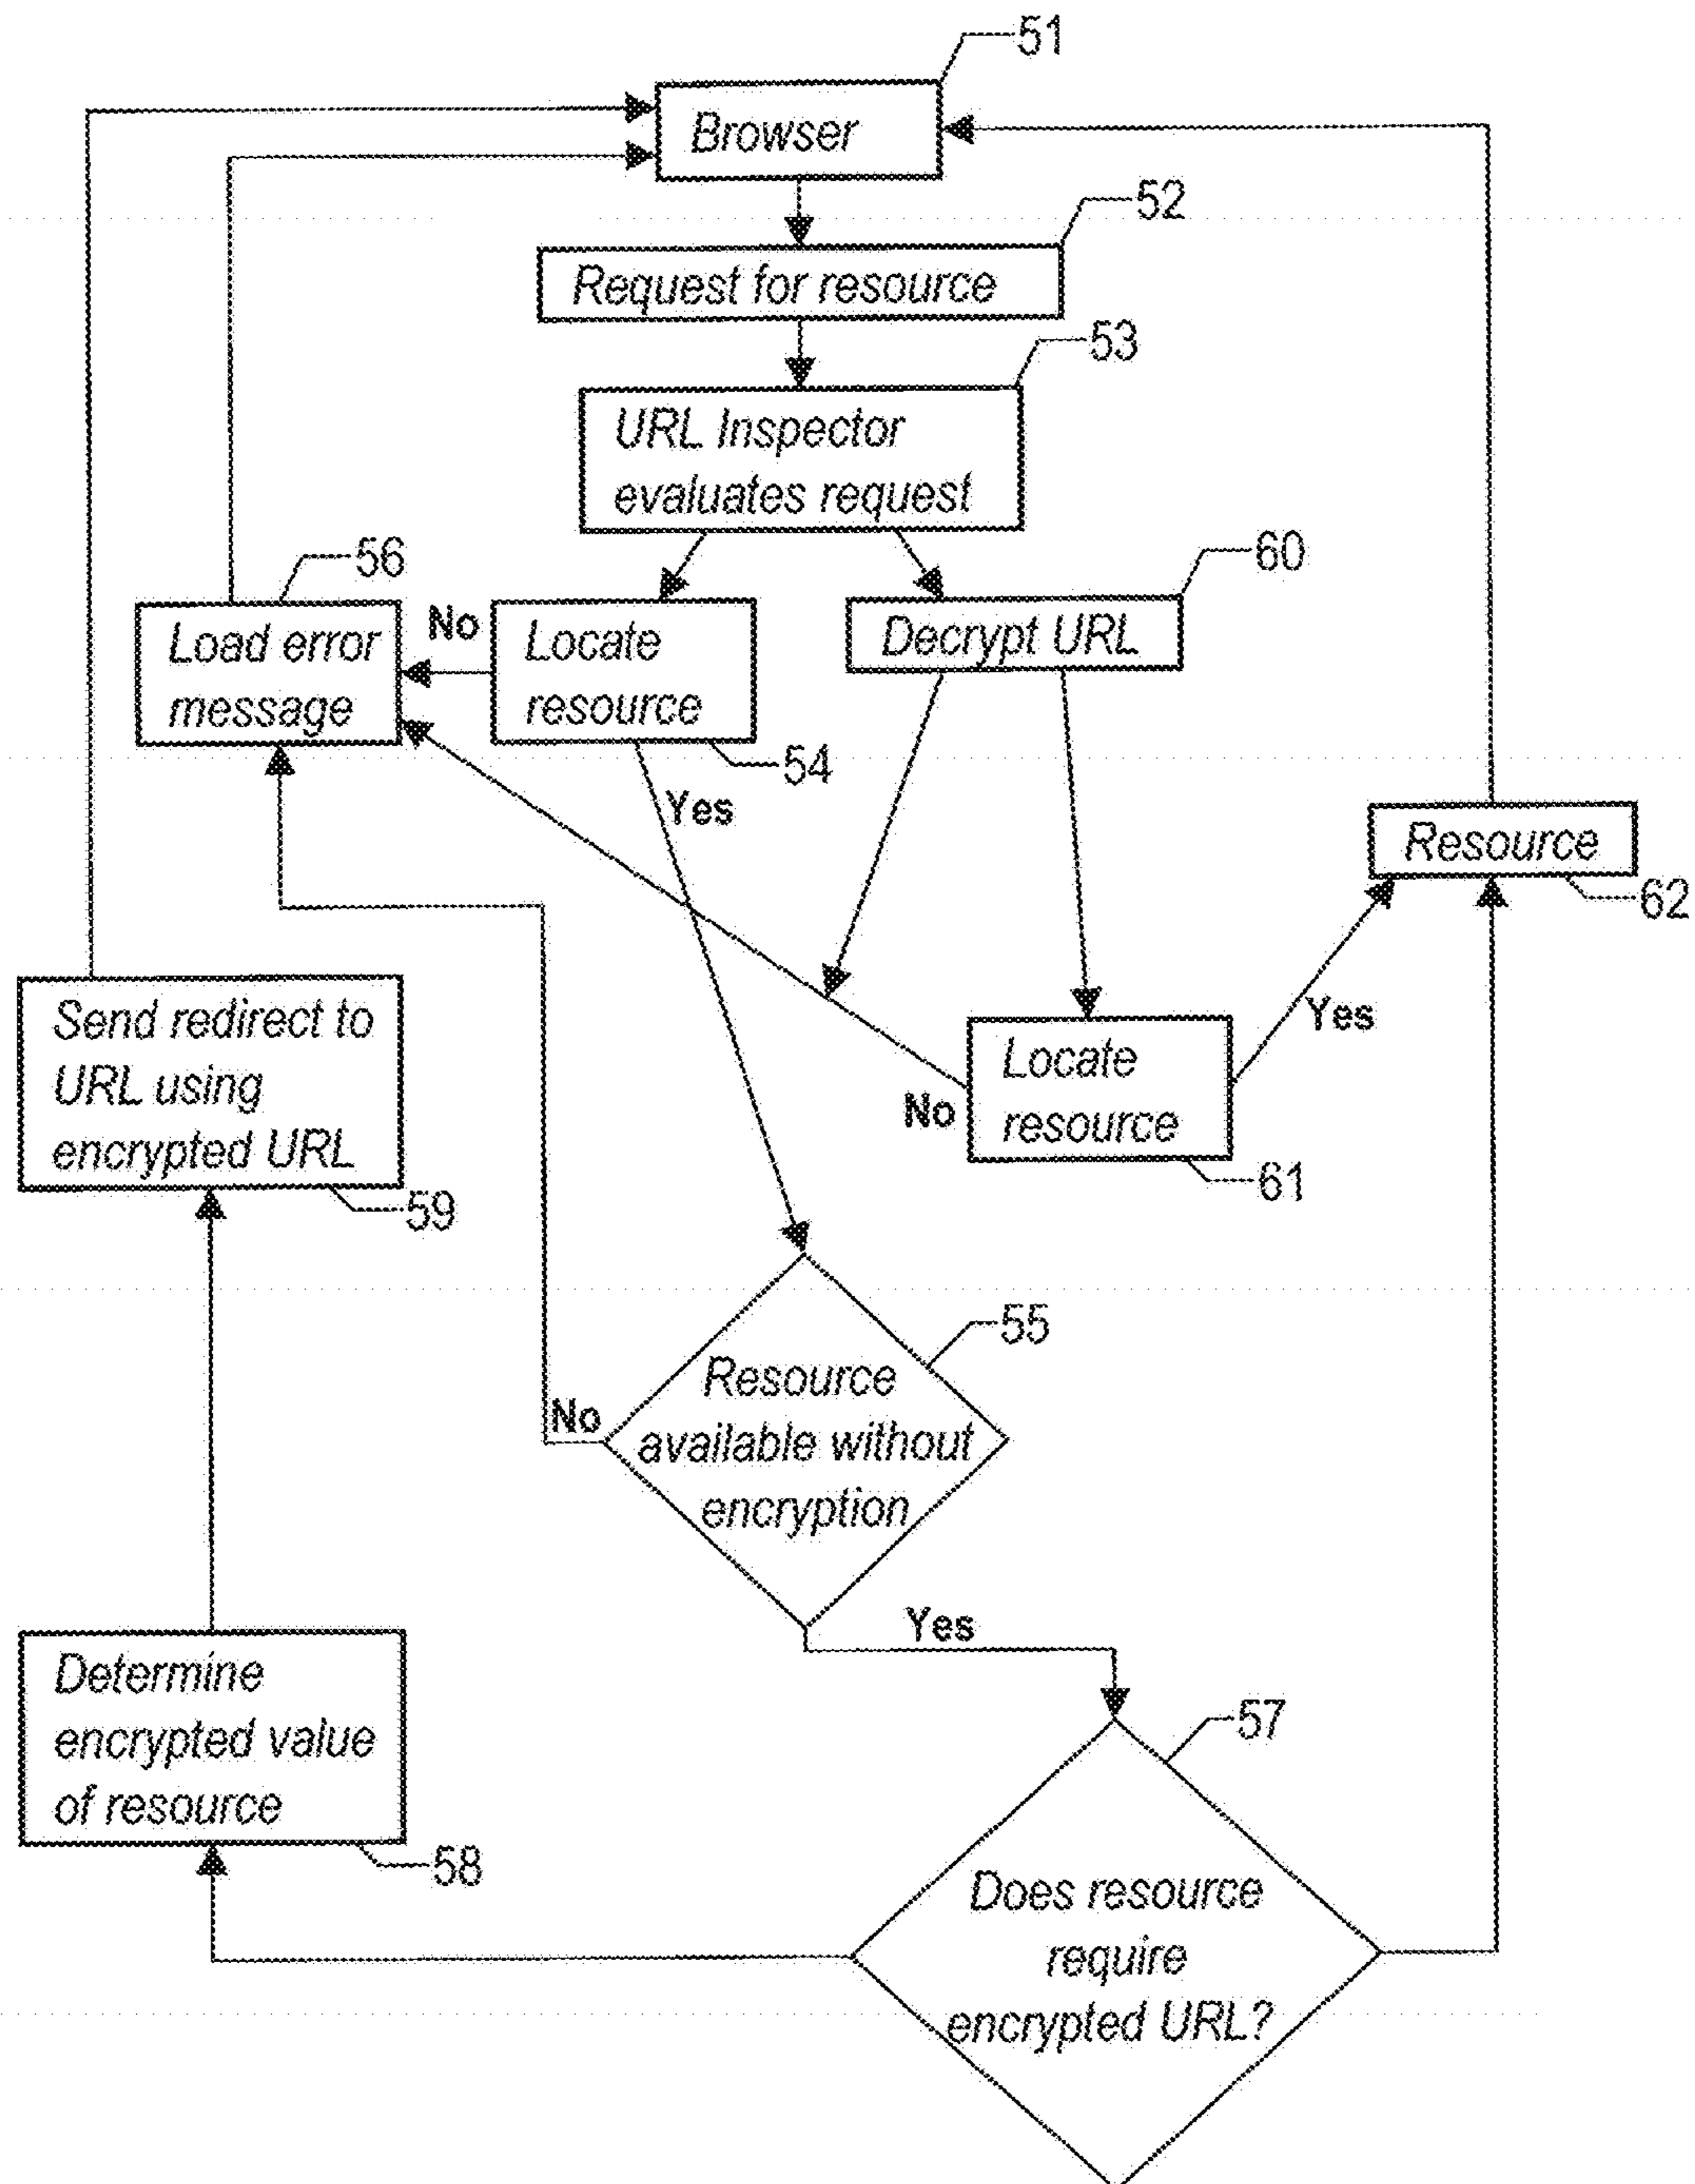 51
Browser
52
Request for resource
53
URL Inspector
evaluates request
56
60
Load error
message
No
Locate
resource
Decrypt URL
54
Yes
Resource
62
Send redirect to
URL using
encrypted URL
59
Locate
resource
Yes
No
61
55
Resource
available without
encryption
No
Yes
Determine
encrypted value
of resource
58
57
Does resource
require
encrypted URL?